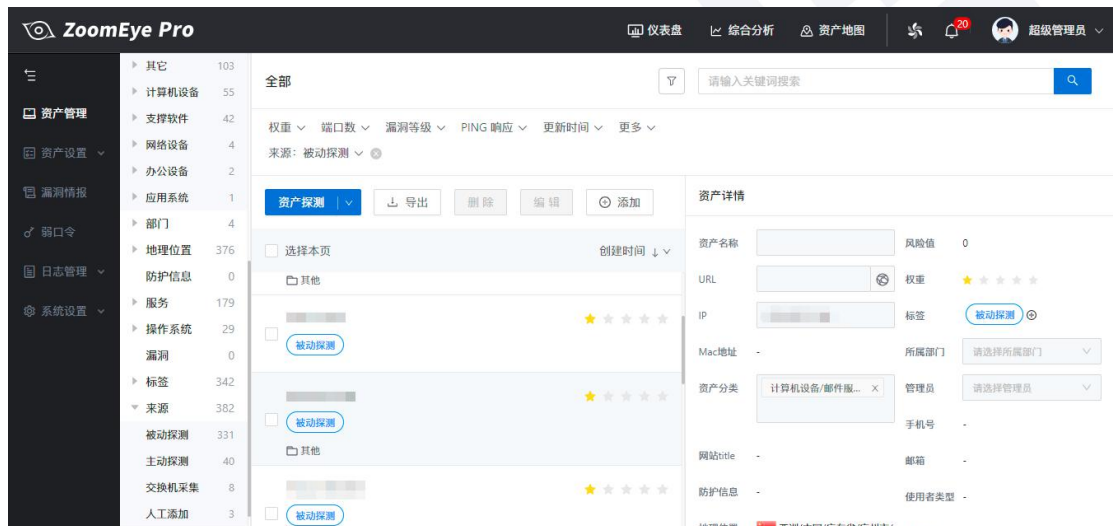 ZoomEye Pro
仪表盘
综合分析
资产地图
20
超级管理员
资产管理
资产设置
漏洞情报
弱口令
日志管理
系统设置
其它 103
计算机设备 55
支撑软件 42
网络设备 4
办公设备 2
应用系统 1
部门 4
地理位置 376
防护信息 0
服务 179
操作系统 29
漏洞 0
标签 342
来源 382
被动探测 331
主动探测 40
交换机采集 8
人工添加 3
全部
请输入关键词搜索
权重 端口数 漏洞等级 PING 响应 更新时间 更多
来源：被动探测
资产探测 导出 删除 编辑 添加
选择本页 创建时间
其他
被动探测
被动探测
其他
被动探测
资产详情
资产名称
风险值 0
URL
权重
IP
标签 被动探测
Mac地址 -
所属部门 请选择所属部门
资产分类 计算机设备/邮件服... X
管理员 请选择管理员
手机号 -
网站title -
邮箱 -
防护信息 -
使用者类型 -